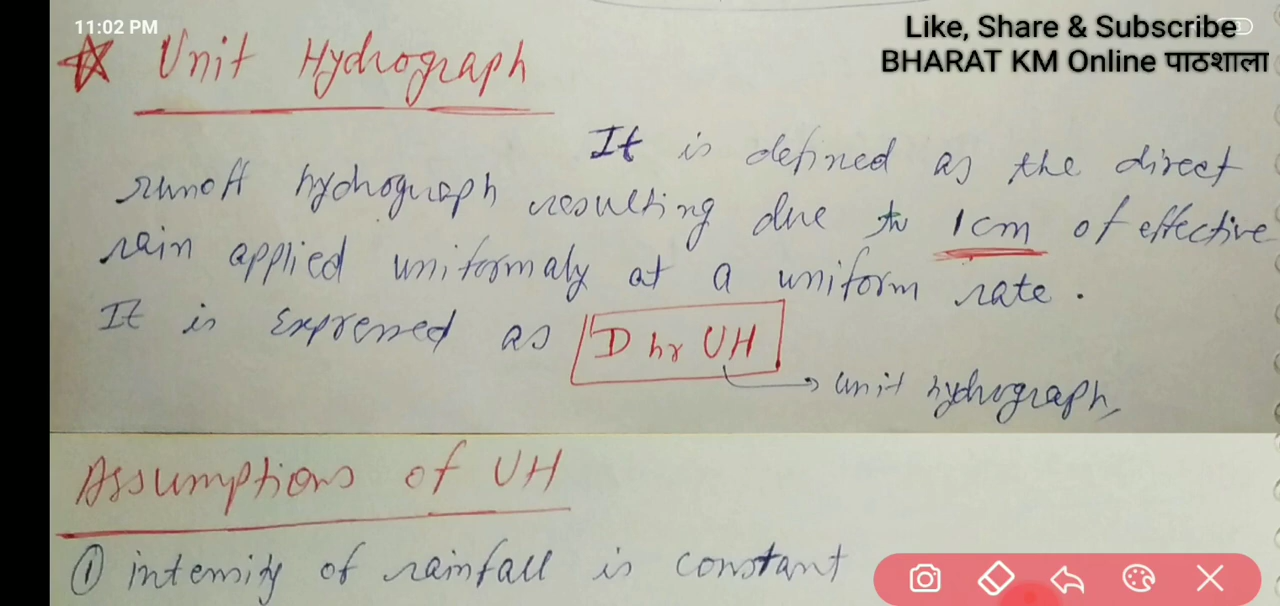 11:02 PM
Like, Share & Subscribe
BHARAT KM Online पाठशाला
Unit Hydrograph
It is defined as the direct
runoff hydrograph resulting due to 1cm of effective
rain applied uniformaly at a uniform rate.
It is Expressed as D hr UH
unit hydrograph,
Assumptions of UH
① intensity of rainfall is constant